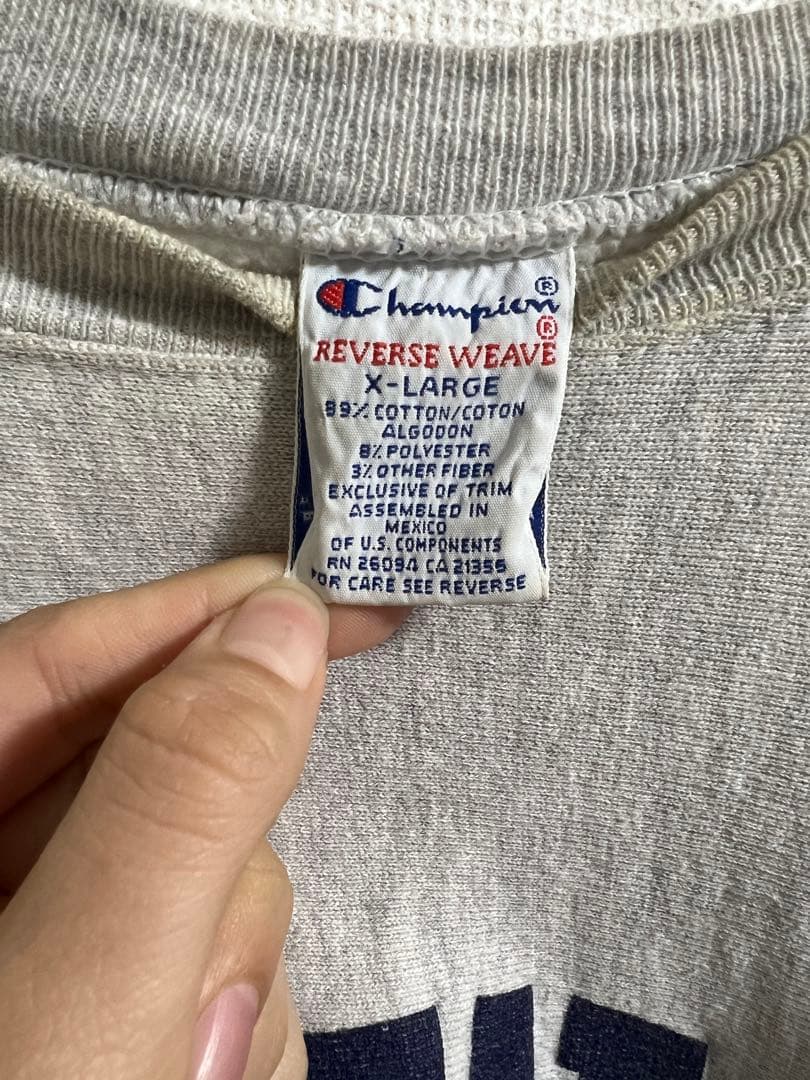 Champion®
REVERSE WEAVE®
X-LARGE
89% COTTON/COTON
ALGODON
8% POLYESTER
3% OTHER FIBER
EXCLUSIVE OF TRIM
ASSEMBLED IN
MEXICO
OF U.S. COMPONENTS
RN 26094 CA 21355
FOR CARE SEE REVERSE